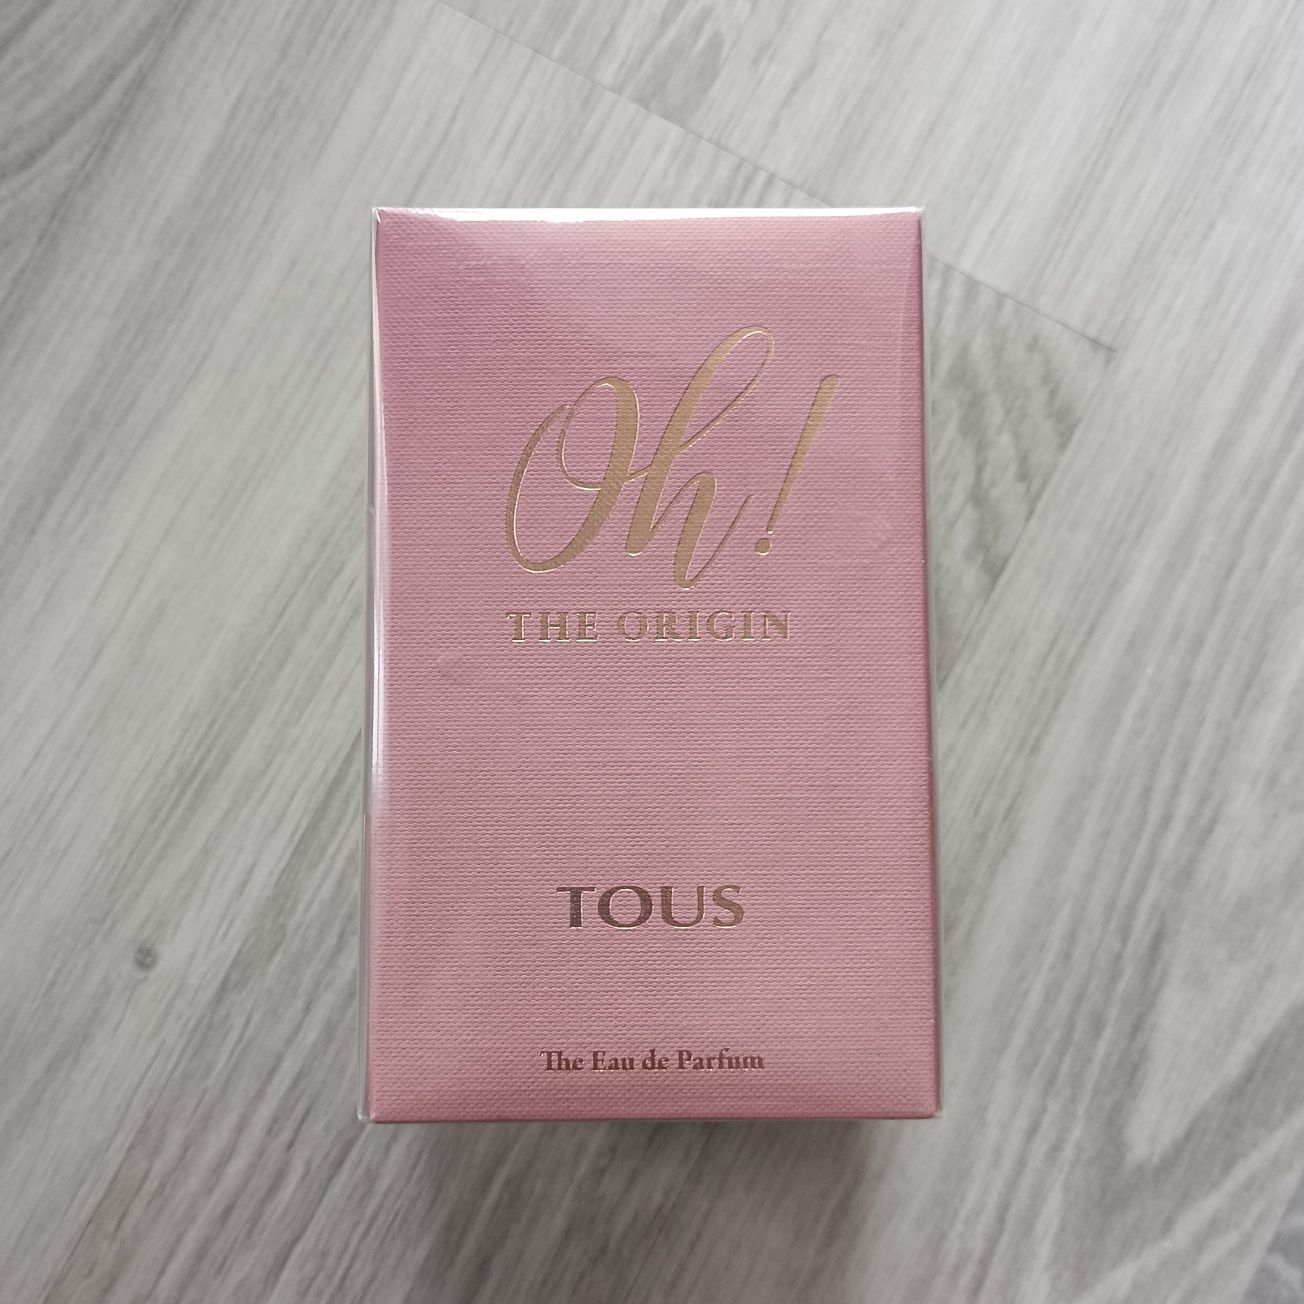 Oh!
THE ORIGIN
TOUS
The Eau de Parfum